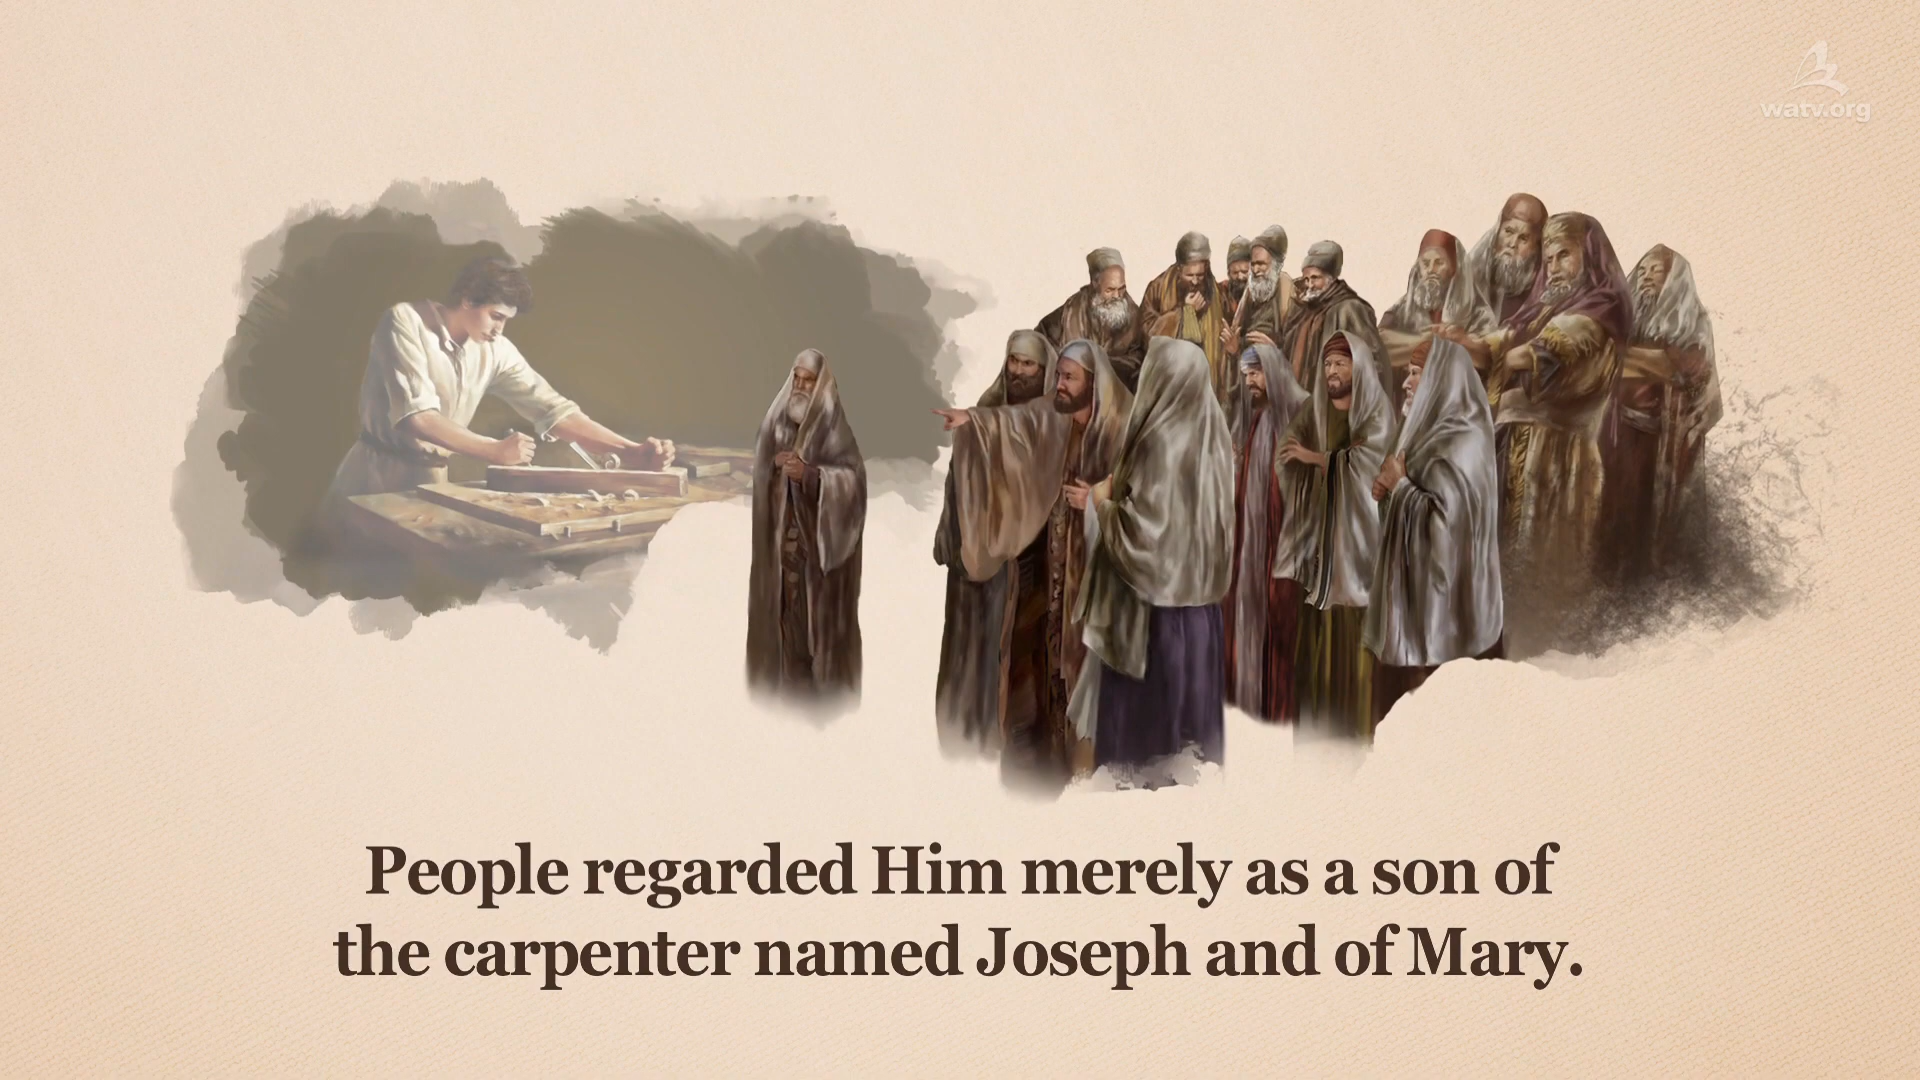 watv.org
People regarded Him merely as a son of
the carpenter named Joseph and of Mary.